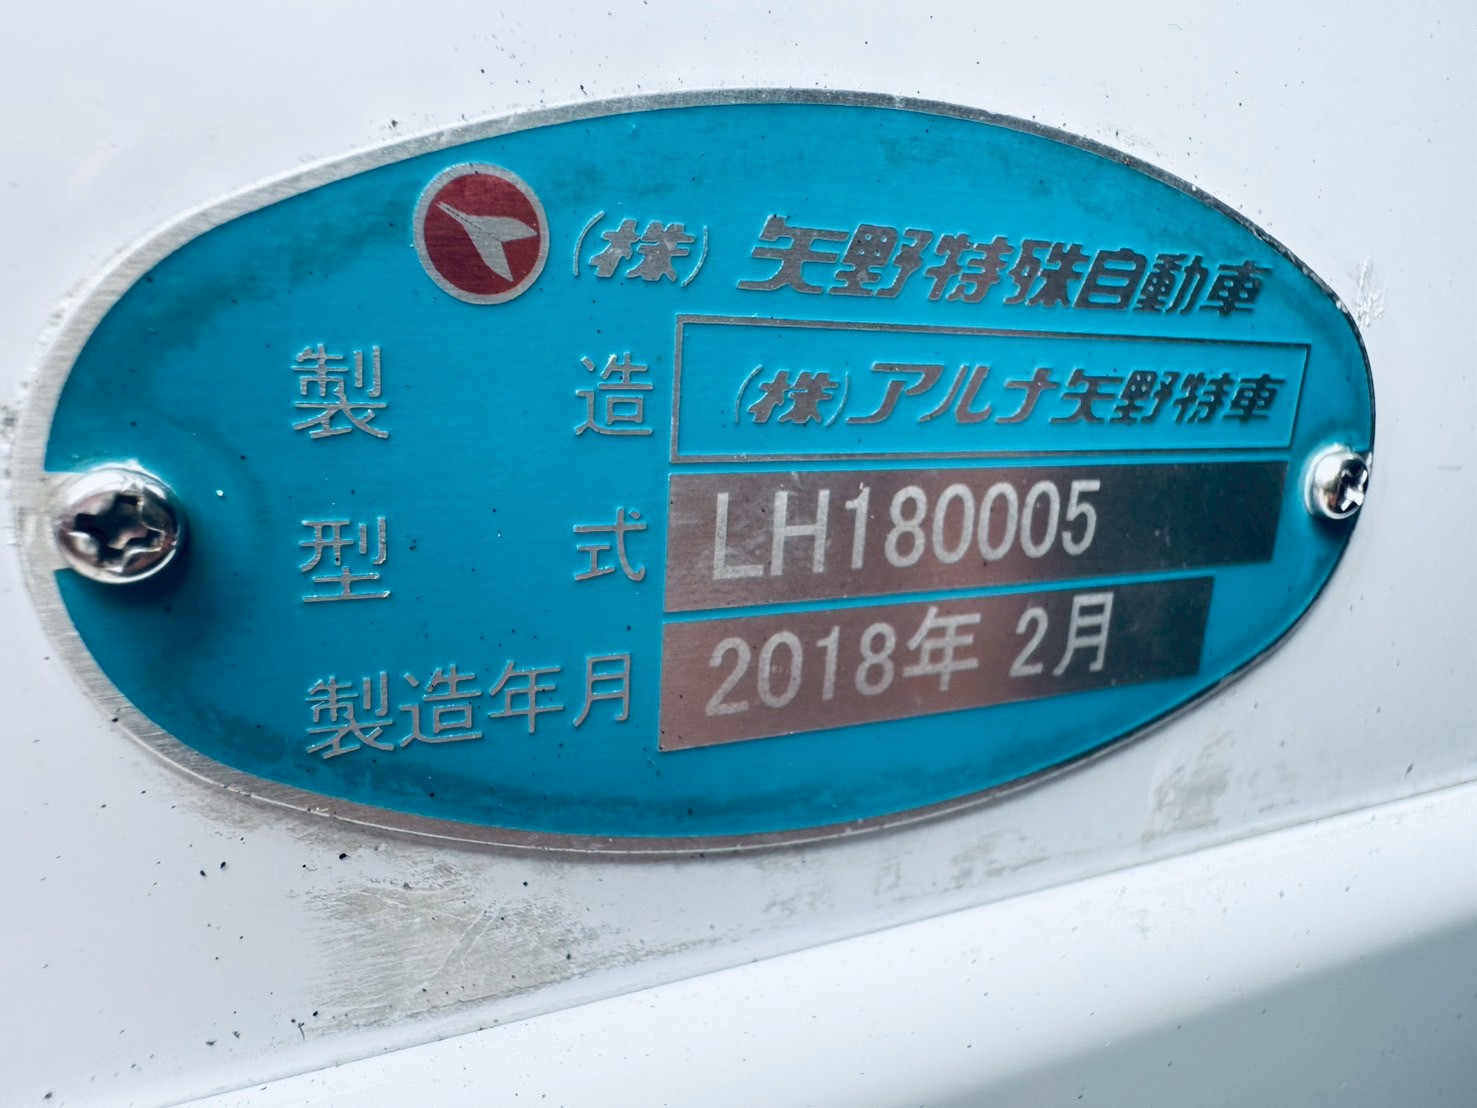 (株) 矢野特殊自動車
製造 (株)アルナ矢野特車
型式 LH180005
製造年月 2018年 2月